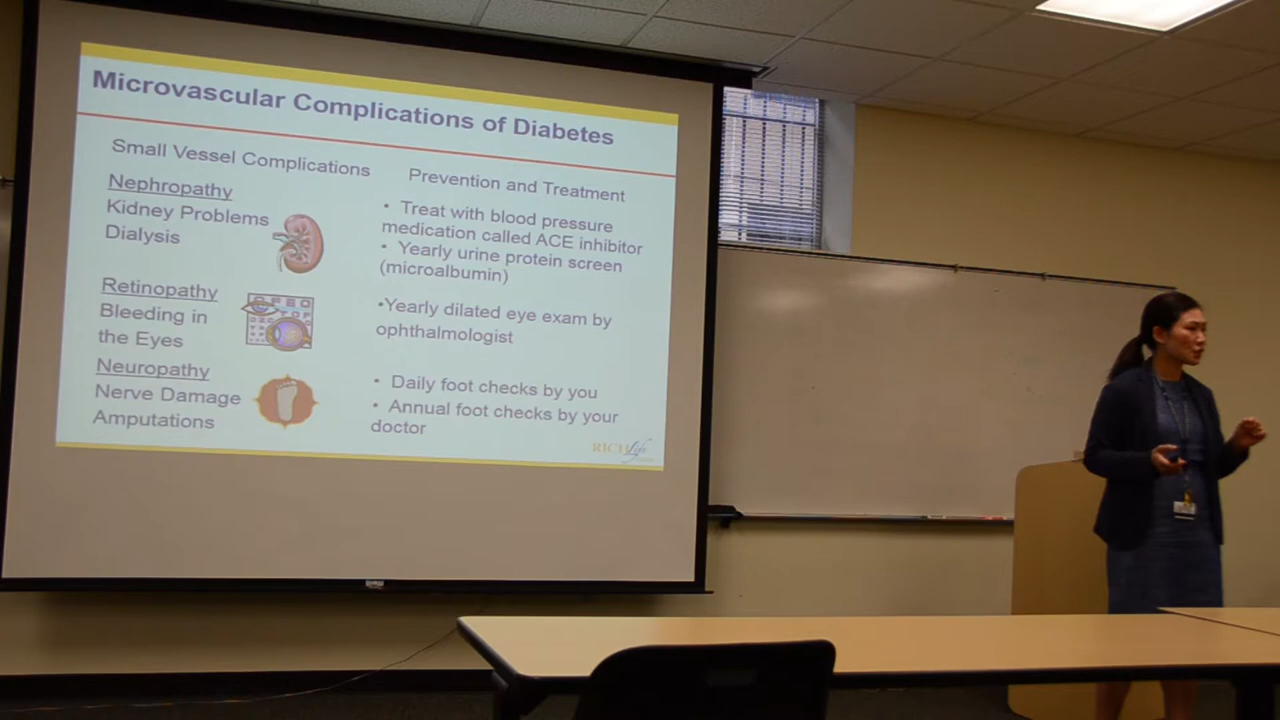 Microvascular Complications of Diabetes
Small Vessel Complications
Prevention and Treatment
Nephropathy
Kidney Problems
Dialysis
• Treat with blood pressure
medication called ACE inhibitor
• Yearly urine protein screen
(microalbumin)
Retinopathy
Bleeding in
the Eyes
•Yearly dilated eye exam by
ophthalmologist
Neuropathy
Nerve Damage
Amputations
• Daily foot checks by you
• Annual foot checks by your
doctor
RICH Life